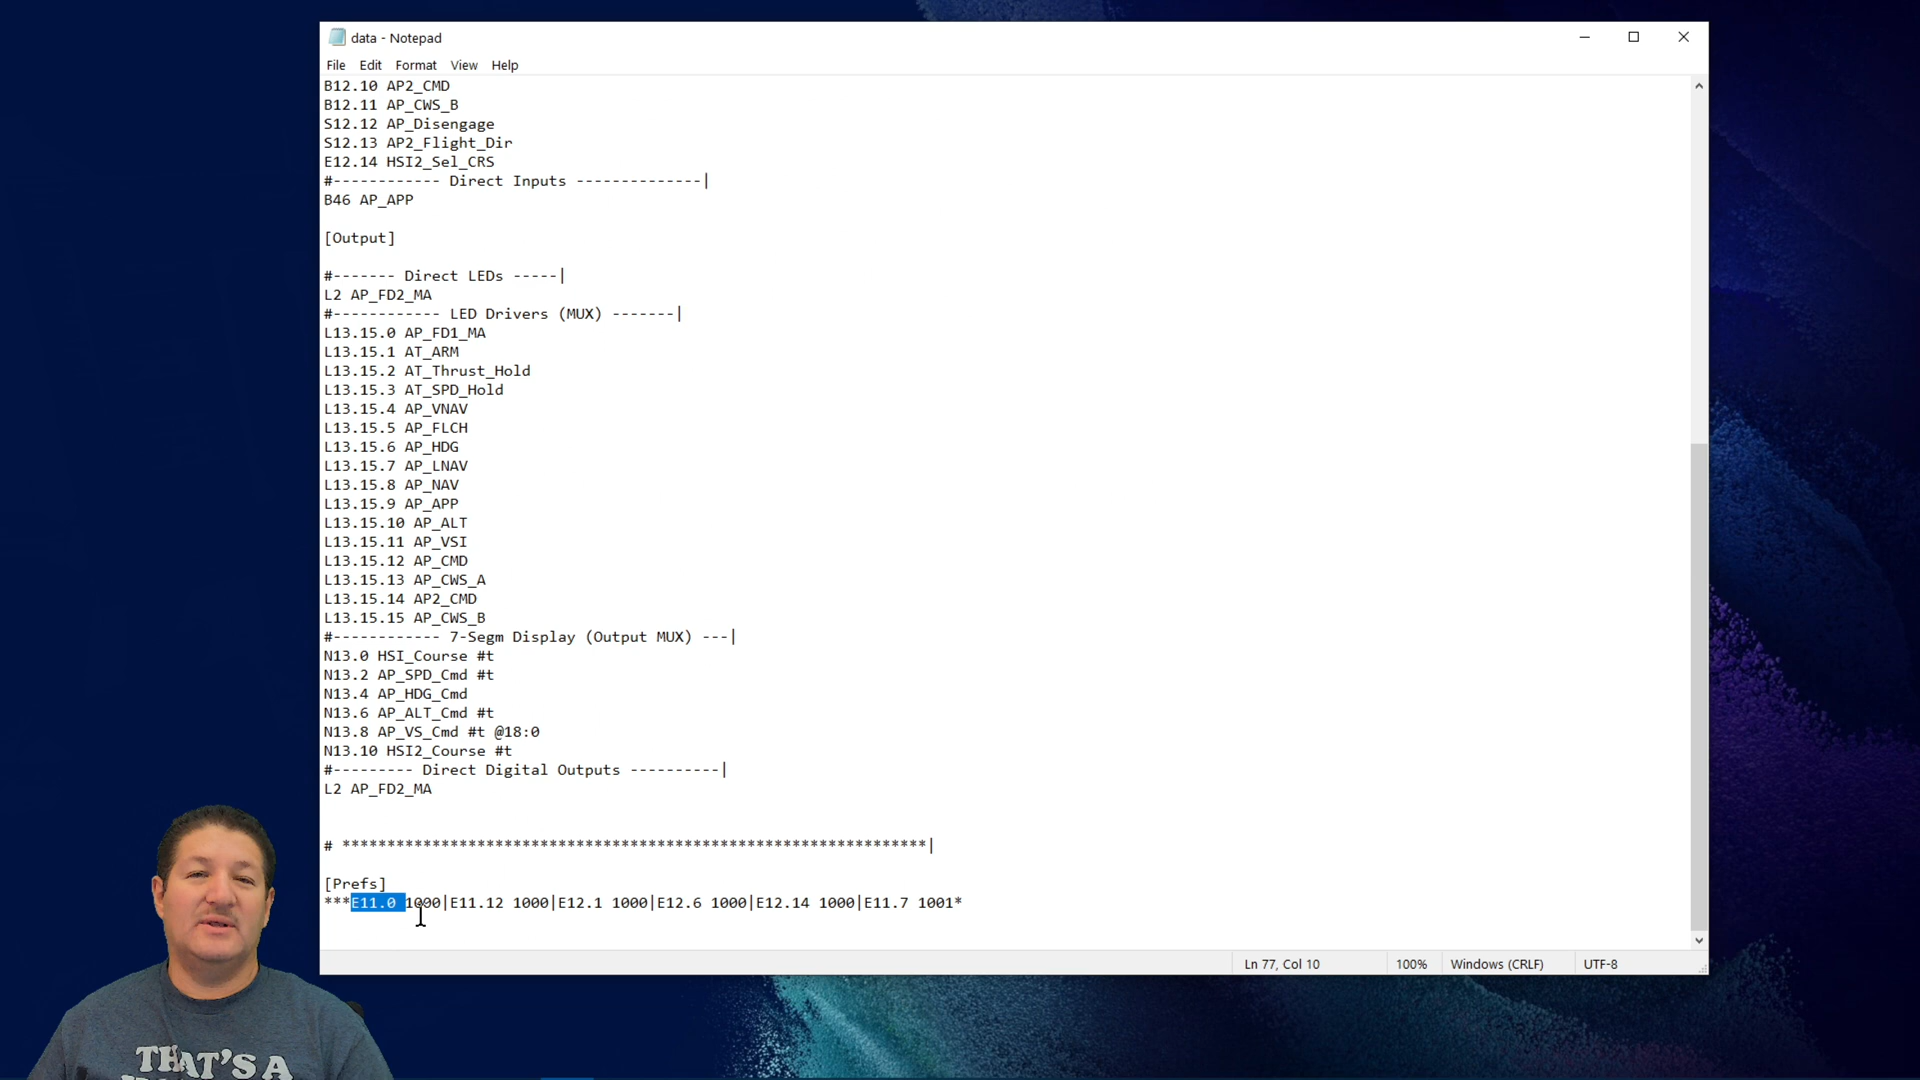 data - Notepad
File Edit Format View Help
B12.10 AP2_CMD
B12.11 AP_CWS_B
S12.12 AP_Disengage
S12.13 AP2_Flight_Dir
E12.14 HSI2_Sel_CRS
#------------ Direct Inputs --------------|
B46 AP_APP
[Output]
#------- Direct LEDs -----|
L2 AP_FD2_MA
#------------ LED Drivers (MUX) -------|
L13.15.0 AP_FD1_MA
L13.15.1 AT_ARM
L13.15.2 AT_Thrust_Hold
L13.15.3 AT_SPD_Hold
L13.15.4 AP_VNAV
L13.15.5 AP_FLCH
L13.15.6 AP_HDG
L13.15.7 AP_LNAV
L13.15.8 AP_NAV
L13.15.9 AP_APP
L13.15.10 AP_ALT
L13.15.11 AP_VSI
L13.15.12 AP_CMD
L13.15.13 AP_CWS_A
L13.15.14 AP2_CMD
L13.15.15 AP_CWS_B
#------------ 7-Segm Display (Output MUX) ---|
N13.0 HSI_Course #t
N13.2 AP_SPD_Cmd #t
N13.4 AP_HDG_Cmd
N13.6 AP_ALT_Cmd #t
N13.8 AP_VS_Cmd #t @18:0
N13.10 HSI2_Course #t
#--------- Direct Digital Outputs ----------|
L2 AP_FD2_MA
# *****************************************************************|
[Prefs]
***E11.0 1000|E11.12 1000|E12.1 1000|E12.6 1000|E12.14 1000|E11.7 1001*
Ln 77, Col 10 100% Windows (CRLF) UTF-8
THAT'S A